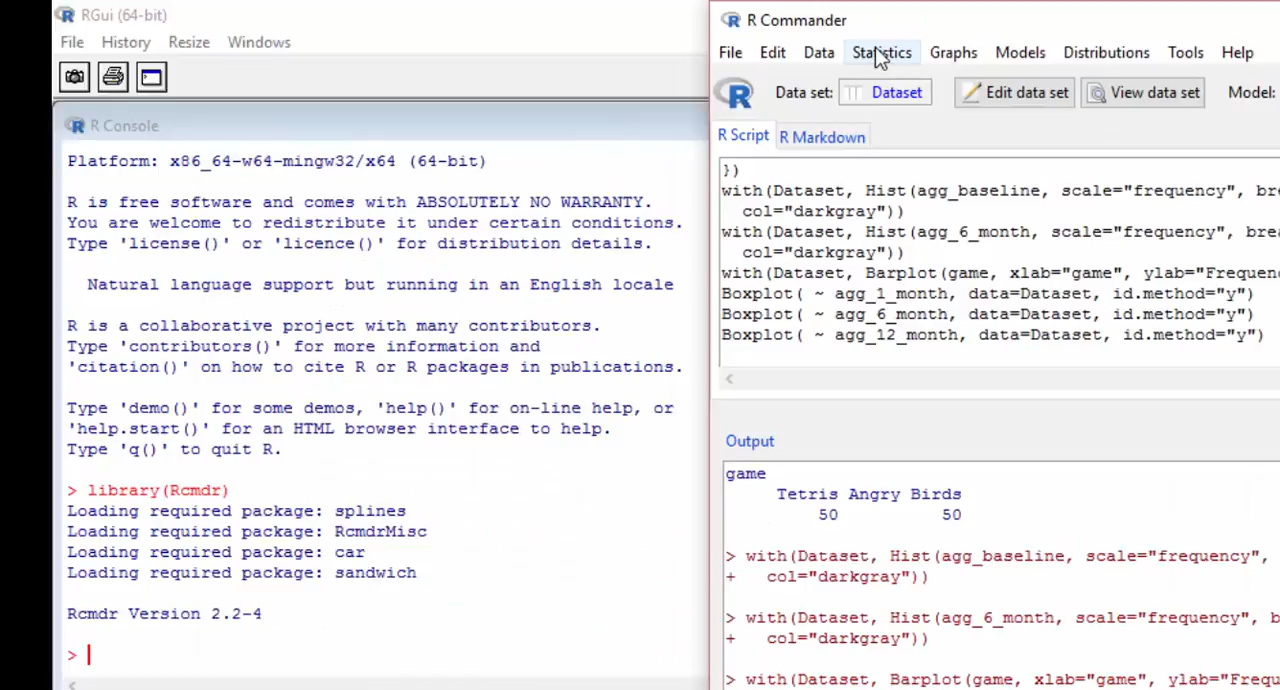 RGui (64-bit)
File History Resize Windows
R Console
Platform: x86_64-w64-mingw32/x64 (64-bit)
R is free software and comes with ABSOLUTELY NO WARRANTY.
You are welcome to redistribute it under certain conditions.
Type 'license()' or 'licence()' for distribution details.
Natural language support but running in an English locale
R is a collaborative project with many contributors.
Type 'contributors()' for more information and
'citation()' on how to cite R or R packages in publications.
Type 'demo()' for some demos, 'help()' for on-line help, or
'help.start()' for an HTML browser interface to help.
Type 'q()' to quit R.
> library(Rcmdr)
Loading required package: splines
Loading required package: RcmdrMisc
Loading required package: car
Loading required package: sandwich
Rcmdr Version 2.2-4
>
R Commander
File Edit Data Statistics Graphs Models Distributions Tools Help
Data set: Dataset Edit data set View data set Model:
R Script R Markdown
})
with(Dataset, Hist(agg_baseline, scale="frequency", bre
col="darkgray"))
with(Dataset, Hist(agg_6_month, scale="frequency", brea
col="darkgray"))
with(Dataset, Barplot(game, xlab="game", ylab="Frequenc
Boxplot( ~ agg_1_month, data=Dataset, id.method="y")
Boxplot( ~ agg_6_month, data=Dataset, id.method="y")
Boxplot( ~ agg_12_month, data=Dataset, id.method="y")
Output
game
Tetris Angry Birds
50 50
> with(Dataset, Hist(agg_baseline, scale="frequency",
+ col="darkgray"))
> with(Dataset, Hist(agg_6_month, scale="frequency", b
+ col="darkgray"))
> with(Dataset, Barplot(game, xlab="game", ylab="Frequ